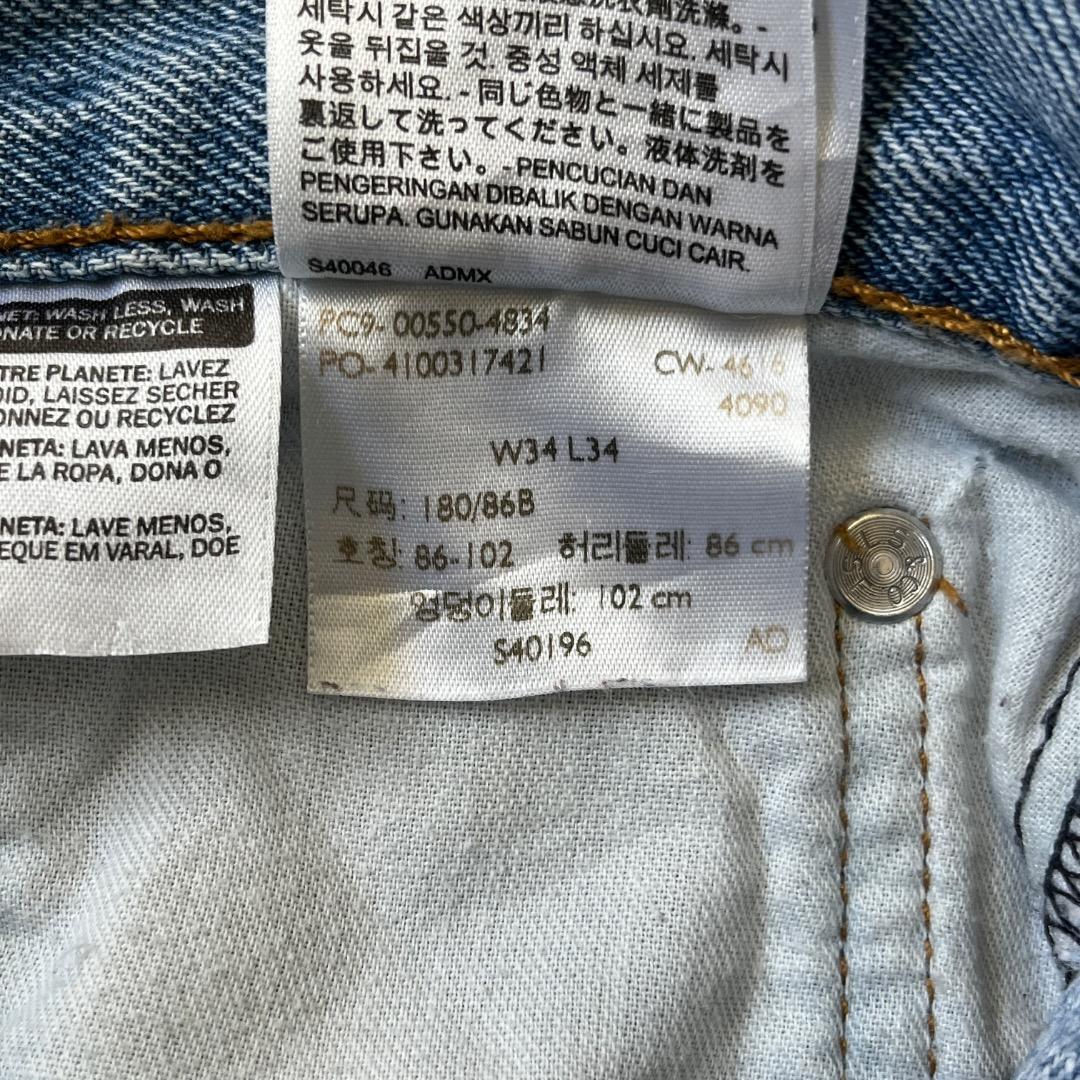 세탁시 같은 색상끼리 하십시요. 세탁시
옷을 뒤집을 것. 중성 액체 세제를
사용하세요. - 同じ色物と一緒に製品を
裏返して洗ってください。液体洗剤を
ご使用下さい。-PENCUCIAN DAN
PENGERINGAN DIBALIK DENGAN WARNA
SERUPA. GUNAKAN SABUN CUCI CAIR.
S40046 ADMX
WASH LESS, WASH
ONATE OR RECYCLE
TRE PLANETE: LAVEZ
OID, LAISSEZ SECHER
ONNEZ OU RECYCLEZ
NETA: LAVA MENOS,
E LA ROPA, DONA O
NETA: LAVE MENOS,
EQUE EM VARAL, DOE
PC9- 00550-4834
PO- 4100317421 CW- 4616
4090
W34 L34
尺码: 180/86B
호칭: 86-102 허리둘레: 86 cm
엉덩이둘레: 102 cm
S40196 AO